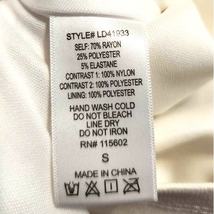 STYLE# LD41933
SELF: 70% RAYON
25% POLYESTER
5% ELASTANE
CONTRAST 1: 100% NYLON
CONTRAST 2: 100% POLYESTER
LINING: 100% POLYESTER
HAND WASH COLD
DO NOT BLEACH
LINE DRY
DO NOT IRON
RN# 115602
S
MADE IN CHINA